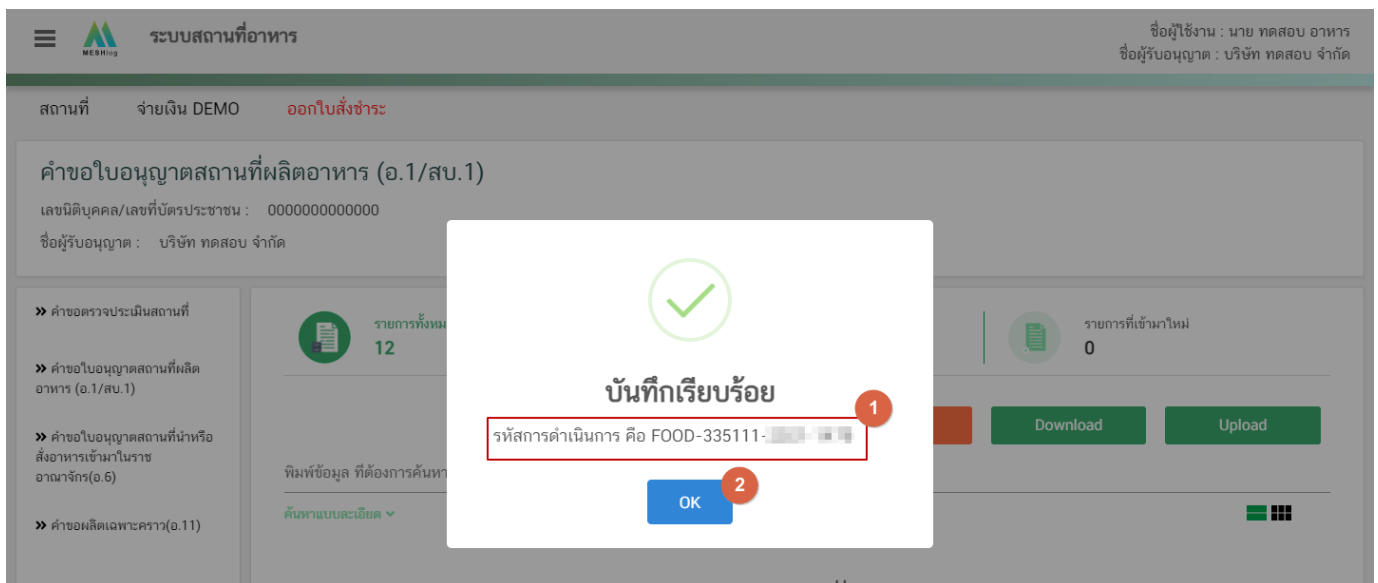 MESHlog
ระบบสถานที่อาหาร
ชื่อผู้ใช้งาน : นาย ทดสอบ อาหาร
ชื่อผู้รับอนุญาต : บริษัท ทดสอบ จำกัด
สถานที่ จ่ายเงิน DEMO ออกใบสั่งชำระ
คำขอใบอนุญาตสถานที่ผลิตอาหาร (อ.1/สบ.1)
เลขนิติบุคคล/เลขที่บัตรประชาชน : 0000000000000
ชื่อผู้รับอนุญาต : บริษัท ทดสอบ จำกัด
» คำขอตรวจประเมินสถานที่
» คำขอใบอนุญาตสถานที่ผลิต
อาหาร (อ.1/สบ.1)
» คำขอใบอนุญาตสถานที่นำหรือ
สั่งอาหารเข้ามาในราช
อาณาจักร(อ.6)
» คำขอผลิตเฉพาะคราว(อ.11)
รายการทั้งหม
12
รายการที่เข้ามาใหม่
0
Download Upload
พิมพ์ข้อมูล ที่ต้องการค้นหา
ค้นหาแบบละเอียด
บันทึกเรียบร้อย
1
รหัสการดำเนินการ คือ FOOD-335111-
OK
2